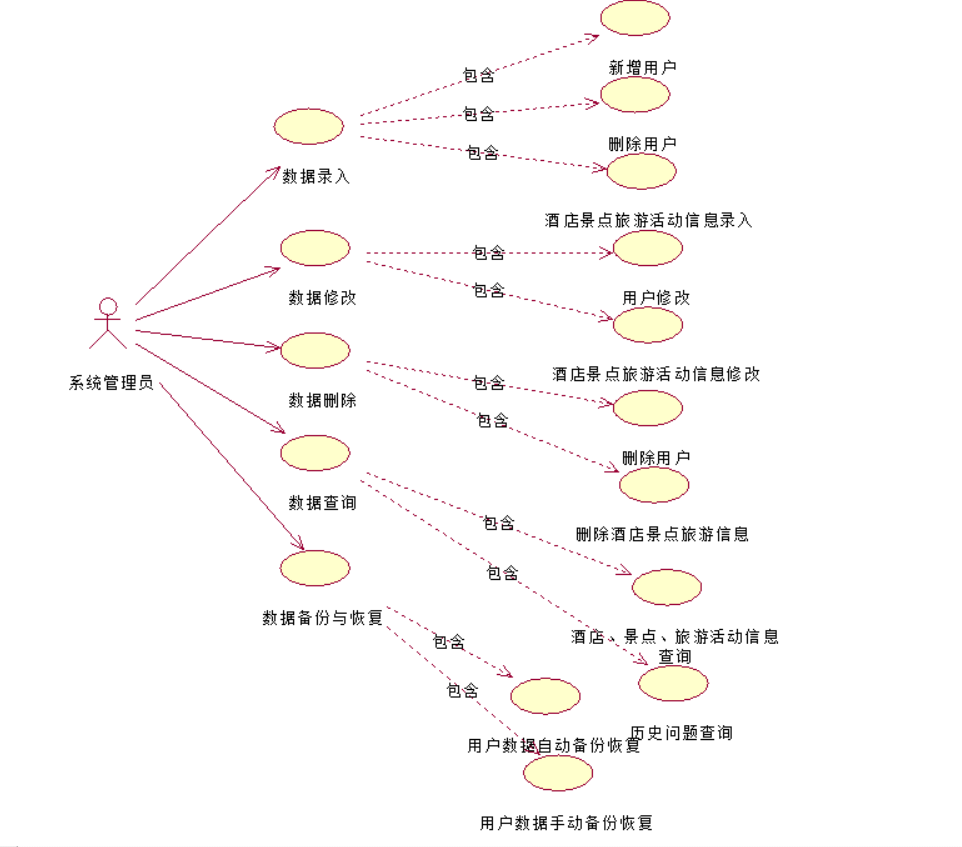 包含
新增用户
包含
删除用户
包含
数据录入
酒店景点旅游活动信息录入
包含
包含
数据修改
用户修改
系统管理员
酒店景点旅游活动信息修改
包含
数据删除
包含
删除用户
数据查询
包含
删除酒店景点旅游信息
包含
数据备份与恢复
酒店、景点、旅游活动信息
查询
包含
包含
历史问题查询
用户数据自动备份恢复
用户数据手动备份恢复